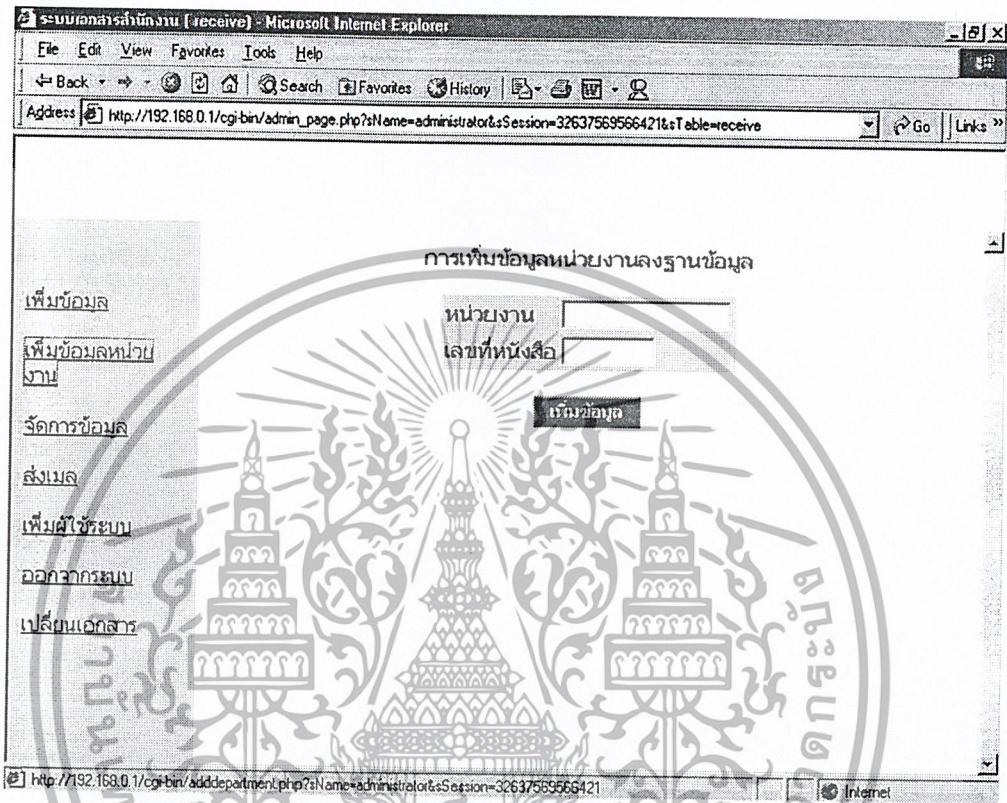 ระบบเอกสารสำนักงาน [ receive) - Microsoft Internet Explorer
File Edit View Favorites Tools Help
Back Search Favorites History
Address http://192.168.0.1/cgi-bin/admin_page.php?sName=administrator&sSession=32637569566421&sTable=receive Go Links »
การเพิ่มข้อมูลหน่วยงานลงฐานข้อมูล
หน่วยงาน
เลขที่หนังสือ
เพิ่มข้อมูล
เพิ่มข้อมูล
เพิ่มข้อมูลหน่วย
งาน
จัดการข้อมูล
ส่งเมล
เพิ่มผู้ใช้ระบบ
ออกจากระบบ
เปลี่ยนเอกสาร
http://192.168.0.1/cgi-bin/adddepartment.php?sName=administrator&sSession=32637569566421 Internet